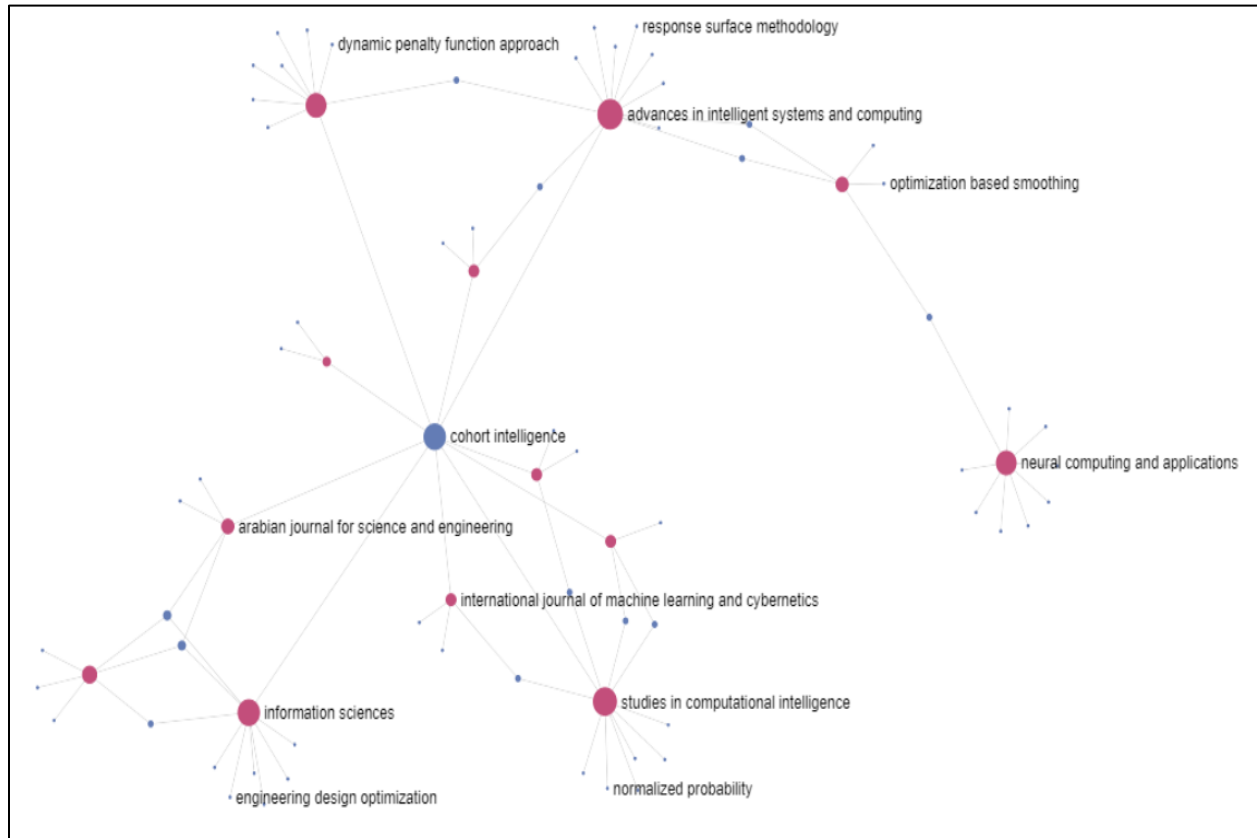 response surface methodology
dynamic penalty function approach
advances in intelligent systems and computing
optimization based smoothing
cohort intelligence
neural computing and applications
arabian journal for science and engineering
international journal of machine learning and cybernetics
studies in computational intelligence
information sciences
normalized probability
engineering design optimization